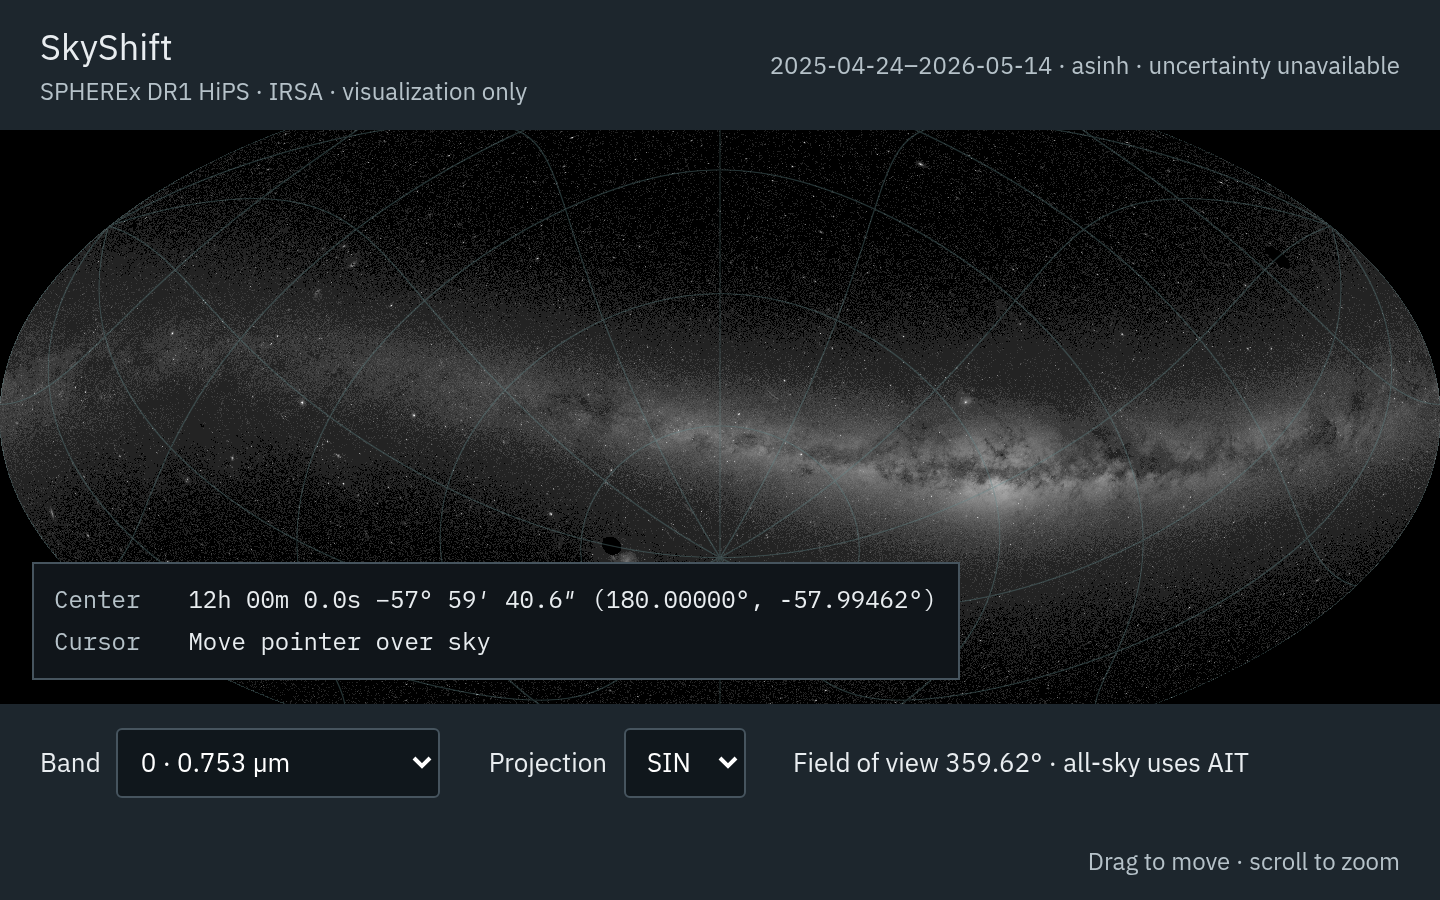 SkyShift
SPHEREx DR1 HiPS · IRSA · visualization only
2025-04-24–2026-05-14 · asinh · uncertainty unavailable
Center 12h 00m 0.0s −57° 59′ 40.6″ (180.00000°, -57.99462°)
Cursor Move pointer over sky
Band 0 · 0.753 µm Projection SIN Field of view 359.62° · all-sky uses AIT
Drag to move · scroll to zoom